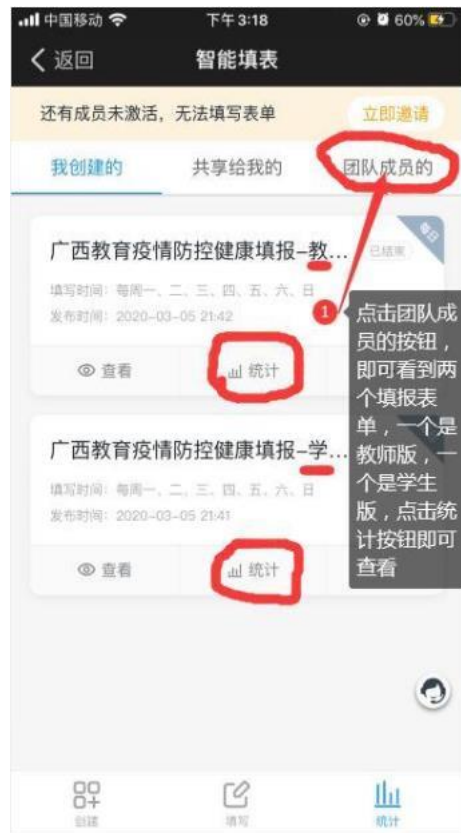 中国移动 下午3:18 60%
返回 智能填表
还有成员未激活，无法填写表单 立即邀请
我创建的 共享给我的 团队成员的
每日
广西教育疫情防控健康填报-教... 已结束
填写时间：每周一、二、三、四、五、六、日
发布时间：2020-03-05 21:42
查看 统计
广西教育疫情防控健康填报-学...
填写时间：每周一、二、三、四、五、六、日
发布时间：2020-03-05 21:41
查看 统计
1
点击团队成
员的按钮，
即可看到两
个填报表
单，一个是
教师版，一
个是学生
版，点击统
计按钮即可
查看
创建 填写 统计